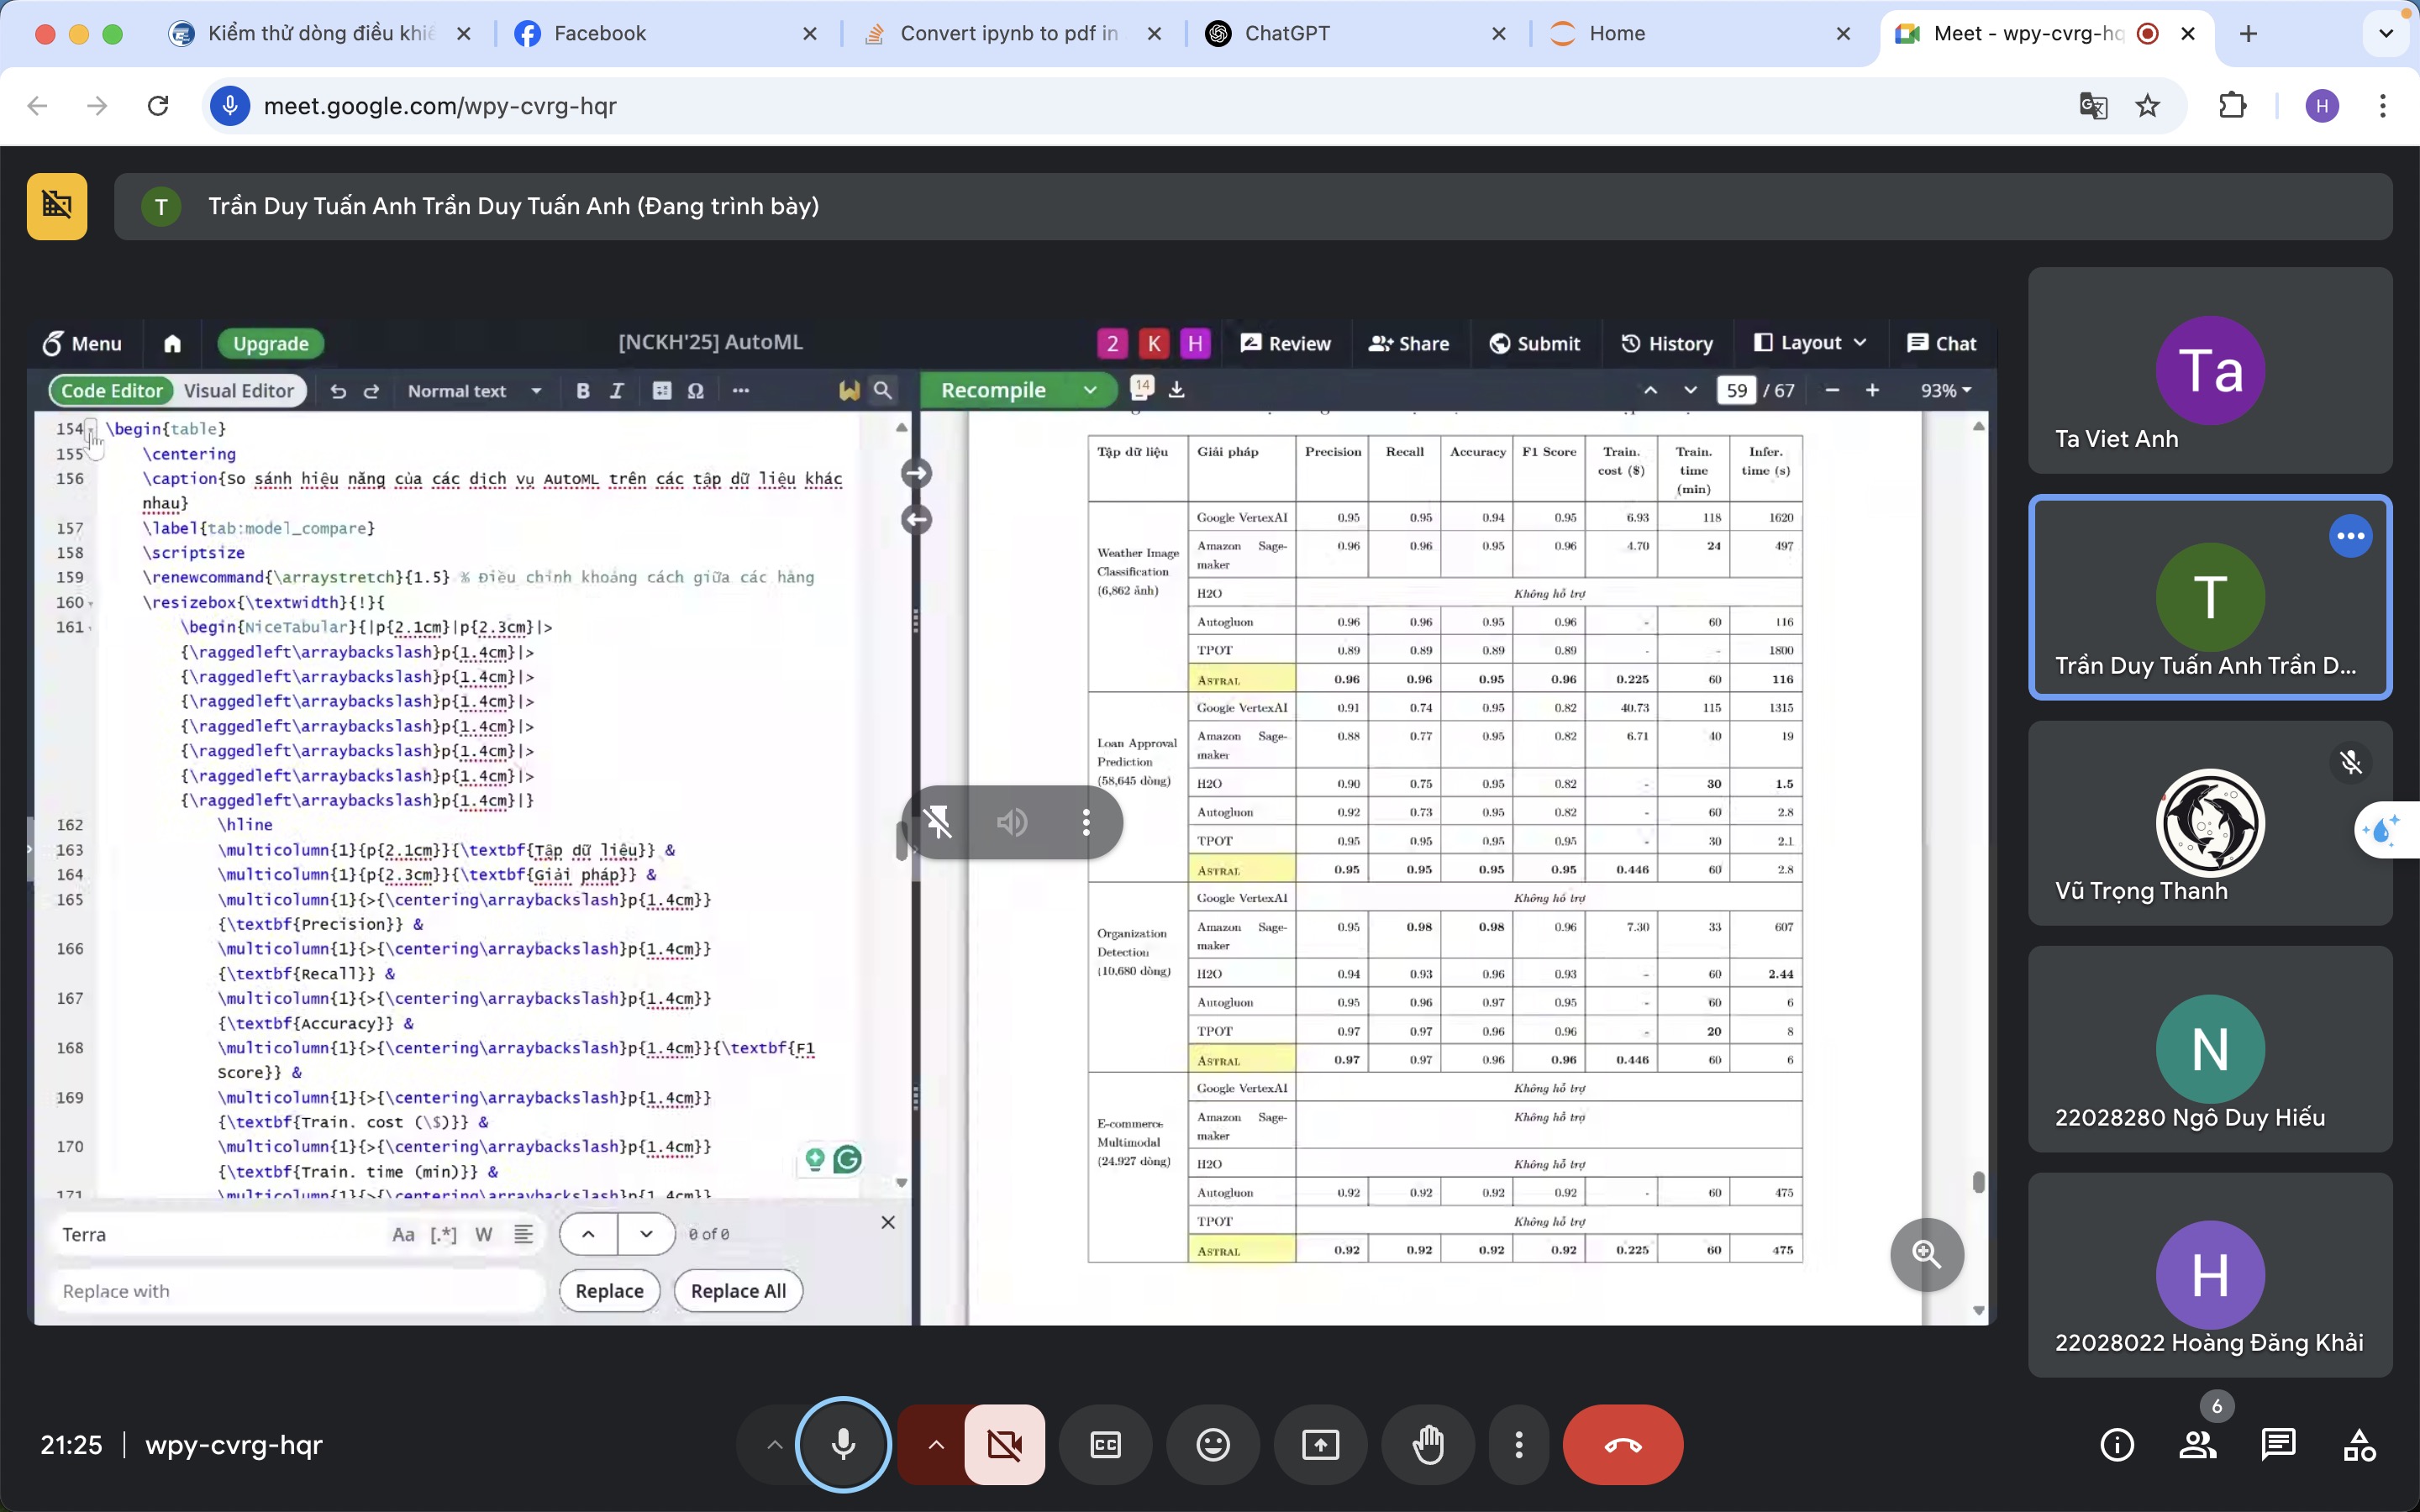 Kiểm thử dòng điều khiể
Facebook
Convert ipynb to pdf in
ChatGPT
Home
Meet - wpy-cvrg-hq
meet.google.com/wpy-cvrg-hqr
H
T
Trần Duy Tuấn Anh Trần Duy Tuấn Anh (Đang trình bày)
Menu
Upgrade
[NCKH'25] AutoML
2 K H
Review
Share
Submit
History
Layout
Chat
Code Editor
Visual Editor
Normal text
B I Ω
Recompile
14
59 / 67
93%
154 \begin{table}
155 \centering
156 \caption{So sánh hiệu năng của các dịch vụ AutoML trên các tập dữ liệu khác
nhau}
157 \label{tab:model_compare}
158 \scriptsize
159 \renewcommand{\arraystretch}{1.5} % Điều chỉnh khoảng cách giữa các hàng
160 \resizebox{\textwidth}{!}{
161 \begin{NiceTabular}{|p{2.1cm}|p{2.3cm}|>
{\raggedleft\arraybackslash}p{1.4cm}|>
{\raggedleft\arraybackslash}p{1.4cm}|>
{\raggedleft\arraybackslash}p{1.4cm}|>
{\raggedleft\arraybackslash}p{1.4cm}|>
{\raggedleft\arraybackslash}p{1.4cm}|>
{\raggedleft\arraybackslash}p{1.4cm}|>
{\raggedleft\arraybackslash}p{1.4cm}|}
162 \hline
163 \multicolumn{1}{p{2.1cm}}{\textbf{Tập dữ liệu}} &
164 \multicolumn{1}{p{2.3cm}}{\textbf{Giải pháp}} &
165 \multicolumn{1}{>{\centering\arraybackslash}p{1.4cm}}
{\textbf{Precision}} &
166 \multicolumn{1}{>{\centering\arraybackslash}p{1.4cm}}
{\textbf{Recall}} &
167 \multicolumn{1}{>{\centering\arraybackslash}p{1.4cm}}
{\textbf{Accuracy}} &
168 \multicolumn{1}{>{\centering\arraybackslash}p{1.4cm}}{\textbf{F1
Score}} &
169 \multicolumn{1}{>{\centering\arraybackslash}p{1.4cm}}
{\textbf{Train. cost (\$)}} &
170 \multicolumn{1}{>{\centering\arraybackslash}p{1.4cm}}
{\textbf{Train. time (min)}} &
171 \multicolumn{1}{>{\centering\arraybackslash}p{1.4cm}}
Terra
Aa [.*] W
0 of 0
Replace with
Replace
Replace All
Tập dữ liệu Giải pháp Precision Recall Accuracy F1 Score Train. cost ($) Train. time (min) Infer. time (s)
Weather Image Classification (6,862 ảnh)
Google VertexAI 0.95 0.95 0.94 0.95 6.93 118 1620
Amazon Sage-maker 0.96 0.96 0.95 0.96 4.70 24 497
H2O Không hỗ trợ
Autogluon 0.96 0.96 0.95 0.96 - 60 116
TPOT 0.89 0.89 0.89 0.89 - - 1800
ASTRAL 0.96 0.96 0.95 0.96 0.225 60 116
Loan Approval Prediction (58,645 dòng)
Google VertexAI 0.91 0.74 0.95 0.82 40.73 115 1315
Amazon Sage-maker 0.88 0.77 0.95 0.82 6.71 40 19
H2O 0.90 0.75 0.95 0.82 - 30 1.5
Autogluon 0.92 0.73 0.95 0.82 - 60 2.8
TPOT 0.95 0.95 0.95 0.95 - 30 2.1
ASTRAL 0.95 0.95 0.95 0.95 0.446 60 2.8
Organization Detection (10,680 dòng)
Google VertexAI Không hỗ trợ
Amazon Sage-maker 0.95 0.98 0.98 0.96 7.30 33 607
H2O 0.94 0.93 0.96 0.93 - 60 2.44
Autogluon 0.95 0.96 0.97 0.95 - 60 6
TPOT 0.97 0.97 0.96 0.96 - 20 8
ASTRAL 0.97 0.97 0.96 0.96 0.446 60 6
E-commerce Multimodal (24.927 dòng)
Google VertexAI Không hỗ trợ
Amazon Sage-maker Không hỗ trợ
H2O Không hỗ trợ
Autogluon 0.92 0.92 0.92 0.92 - 60 475
TPOT Không hỗ trợ
ASTRAL 0.92 0.92 0.92 0.92 0.225 60 475
Ta
Ta Viet Anh
T
Trần Duy Tuấn Anh Trần D...
Vũ Trọng Thanh
N
22028280 Ngô Duy Hiếu
H
22028022 Hoàng Đăng Khải
21:25 | wpy-cvrg-hqr
CC
6